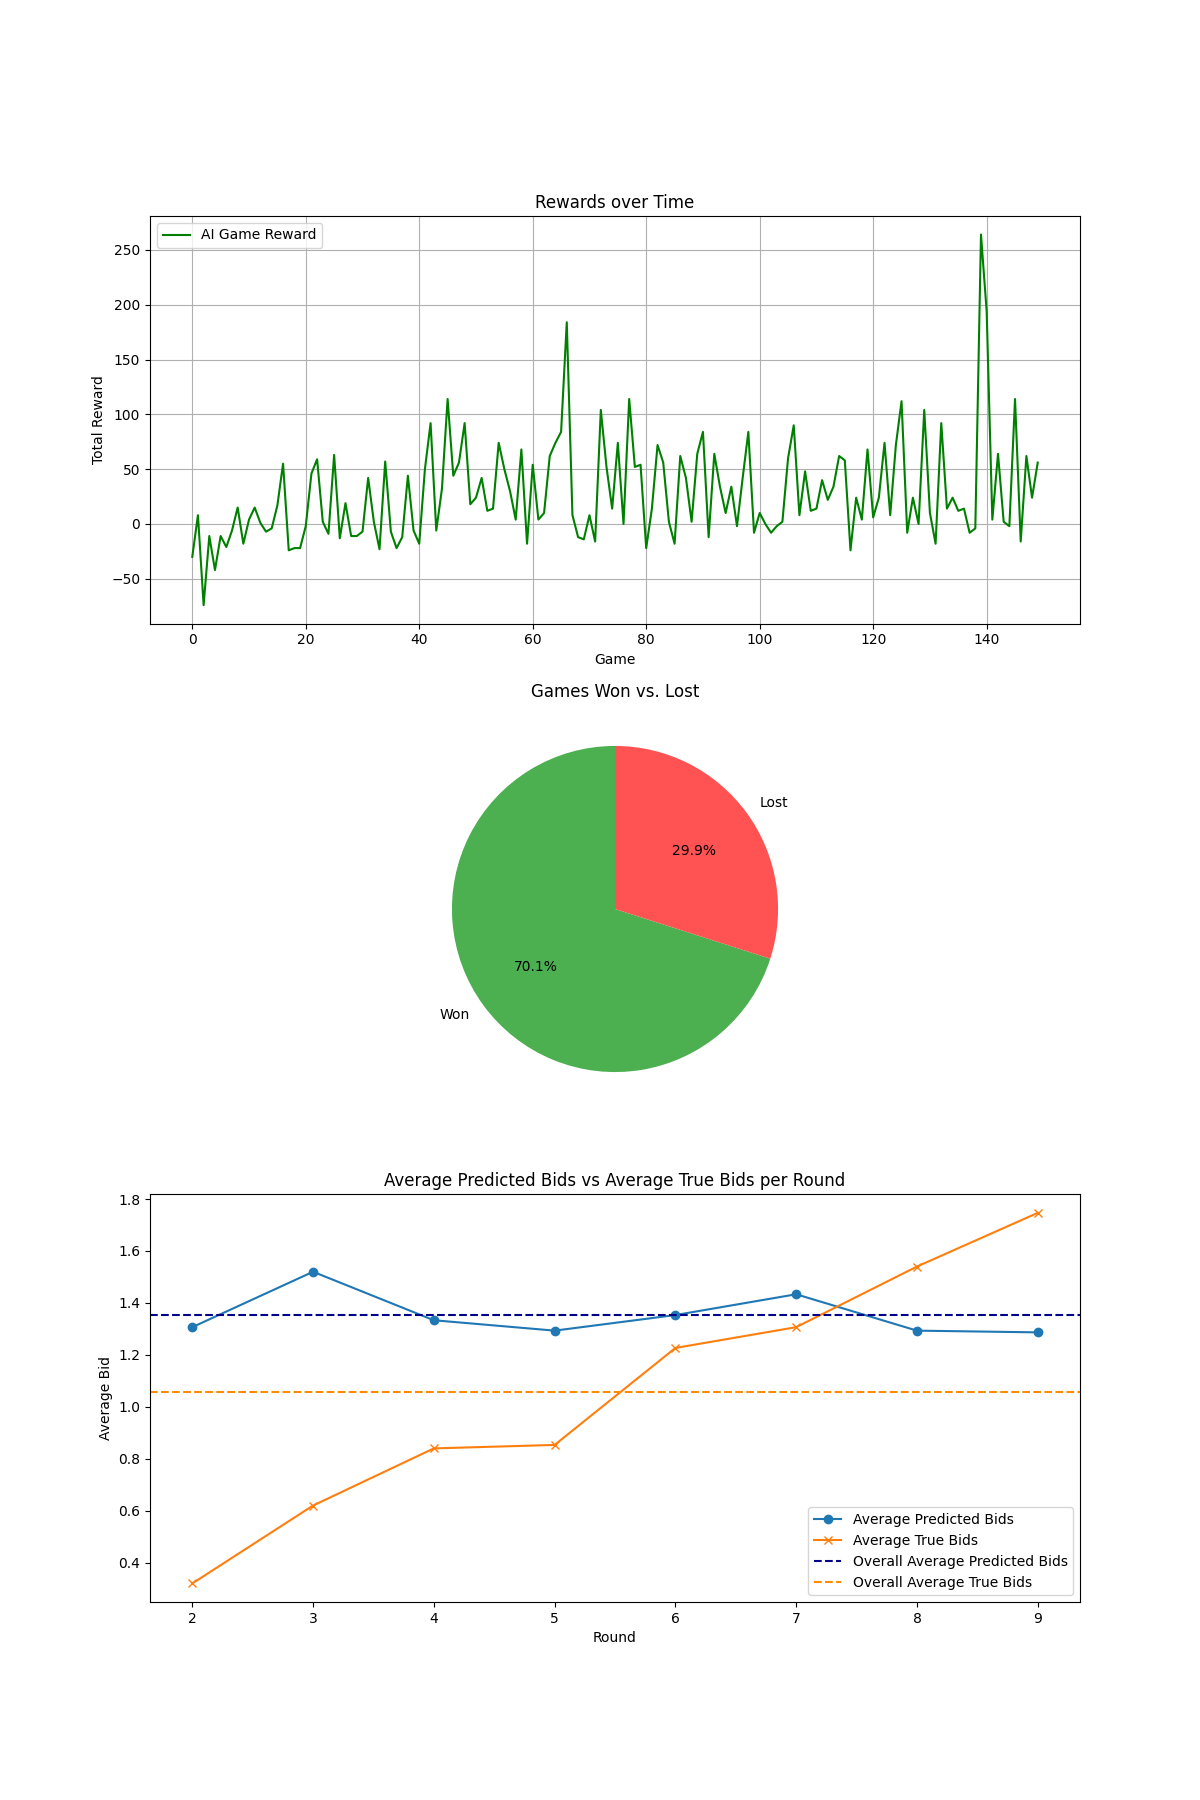 Rewards over Time
AI Game Reward
Total Reward
250
200
150
100
50
0
−50
0 20 40 60 80 100 120 140
Game
Games Won vs. Lost
Lost
29.9%
70.1%
Won
Average Predicted Bids vs Average True Bids per Round
Average Bid
1.8
1.6
1.4
1.2
1.0
0.8
0.6
0.4
Average Predicted Bids
Average True Bids
Overall Average Predicted Bids
Overall Average True Bids
2 3 4 5 6 7 8 9
Round